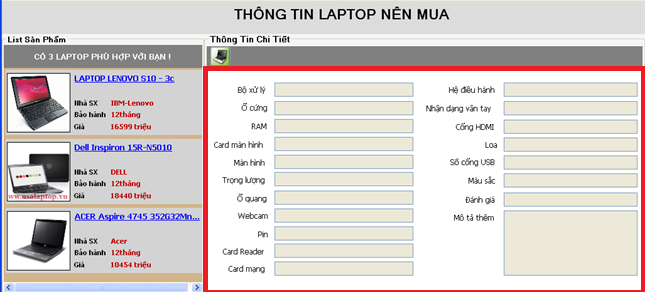 THÔNG TIN LAPTOP NÊN MUA
List Sản Phẩm
CÓ 3 LAPTOP PHÙ HỢP VỚI BẠN !
LAPTOP LENOVO S10 - 3c
Nhà SX IBM-Lenovo
Bảo hành 12tháng
Giá 16599 triệu
Dell Inspiron 15R-N5010
Nhà SX DELL
Bảo hành 12tháng
Giá 18440 triệu
www.usalaptop.vn
ACER Aspire 4745 352G32Mn...
Nhà SX Acer
Bảo hành 12tháng
Giá 10454 triệu
Thông Tin Chi Tiết
Bộ xử lý
Ổ cứng
RAM
Card màn hình
Màn hình
Trọng lượng
Ổ quang
Webcam
Pin
Card Reader
Card mạng
Hệ điều hành
Nhận dạng vân tay
Cổng HDMI
Loa
Số cổng USB
Màu sắc
Đánh giá
Mô tả thêm